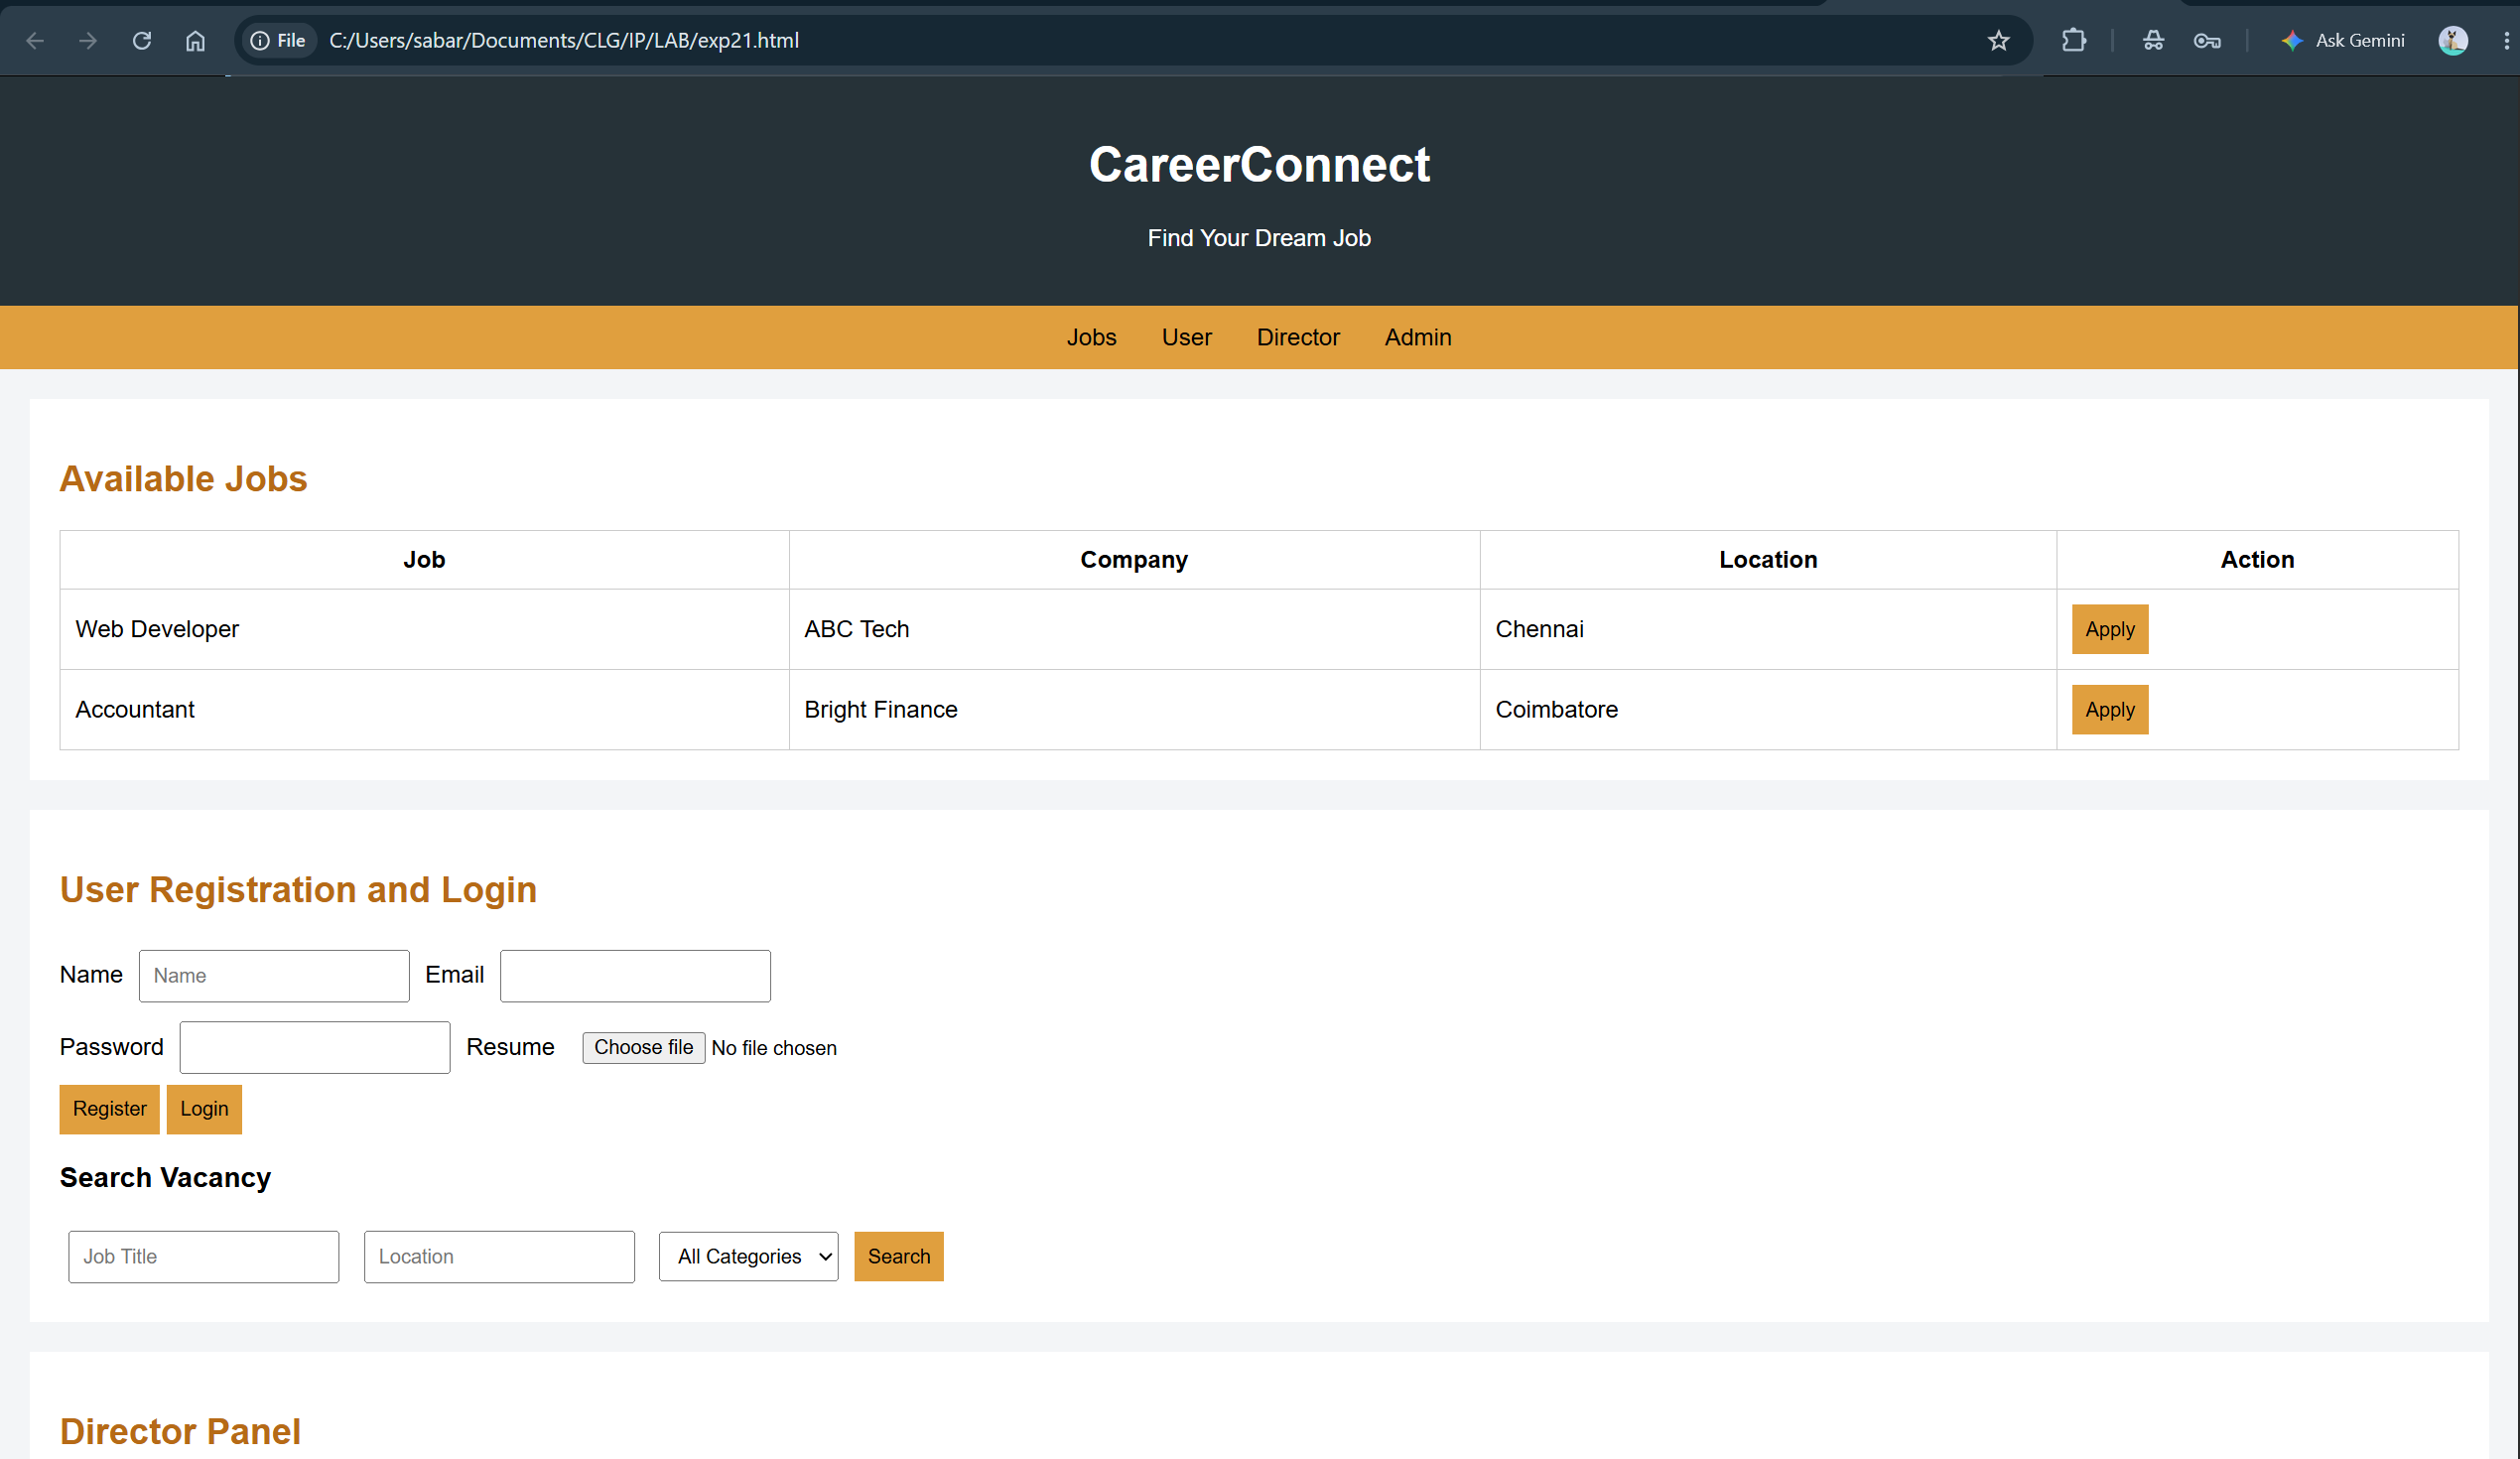 File C:/Users/sabar/Documents/CLG/IP/LAB/exp21.html Ask Gemini
CareerConnect
Find Your Dream Job
Jobs User Director Admin
Available Jobs
Job Company Location Action
Web Developer ABC Tech Chennai Apply
Accountant Bright Finance Coimbatore Apply
User Registration and Login
Name Name Email
Password Resume Choose file No file chosen
Register Login
Search Vacancy
Job Title Location All Categories Search
Director Panel